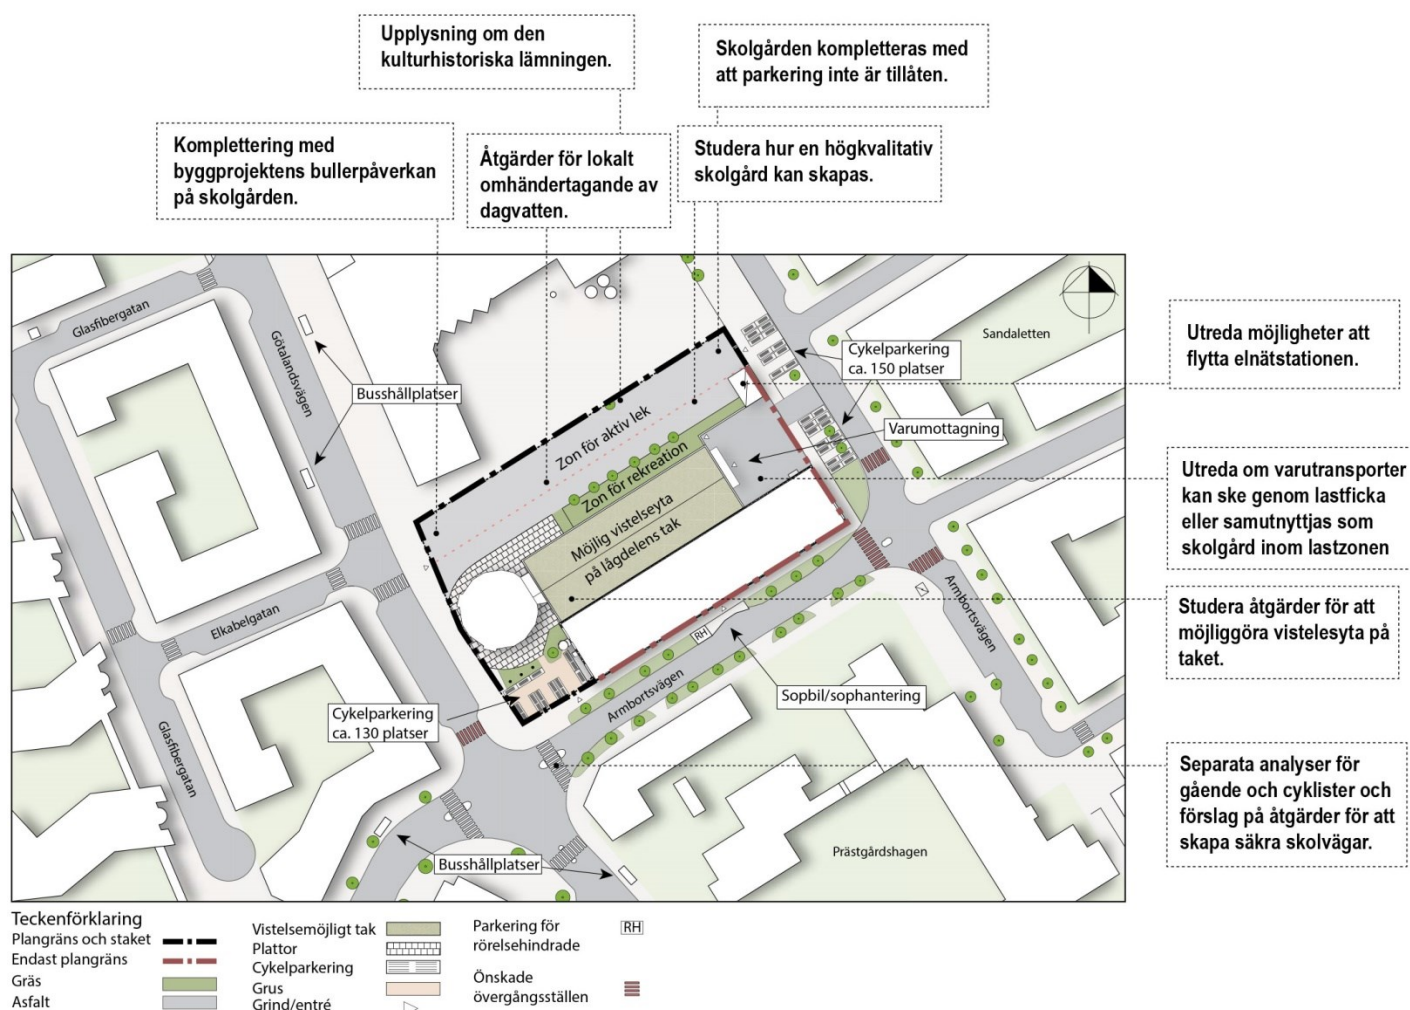 Upplysning om den
kulturhistoriska lämningen.
Skolgården kompletteras med
att parkering inte är tillåten.
Komplettering med
byggprojektens bullerpåverkan
på skolgården.
Åtgärder för lokalt
omhändertagande av
dagvatten.
Studera hur en högkvalitativ
skolgård kan skapas.
Glasfibergatan
Götalandsvägen
Busshållplatser
Elkabelgatan
Glasfibergatan
Zon för aktiv lek
Zon för rekreation
Möjlig vistelseyta
på lågdelens tak
Cykelparkering
ca. 150 platser
Varumottagning
Sandaletten
Armbortsvägen
RH
Armbortsvägen
Sopbil/sophantering
Cykelparkering
ca. 130 platser
Busshållplatser
Prästgårdshagen
Utreda möjligheter att
flytta elnätstationen.
Utreda om varutransporter
kan ske genom lastficka
eller samutnyttjas som
skolgård inom lastzonen
Studera åtgärder för att
möjliggöra vistelesyta på
taket.
Separata analyser för
gående och cyklister och
förslag på åtgärder för att
skapa säkra skolvägar.
Teckenförklaring
Plangräns och staket
Endast plangräns
Gräs
Asfalt
Vistelsemöjligt tak
Plattor
Cykelparkering
Grus
Grind/entré
Parkering för
rörelsehindrade
RH
Önskade
övergångsställen